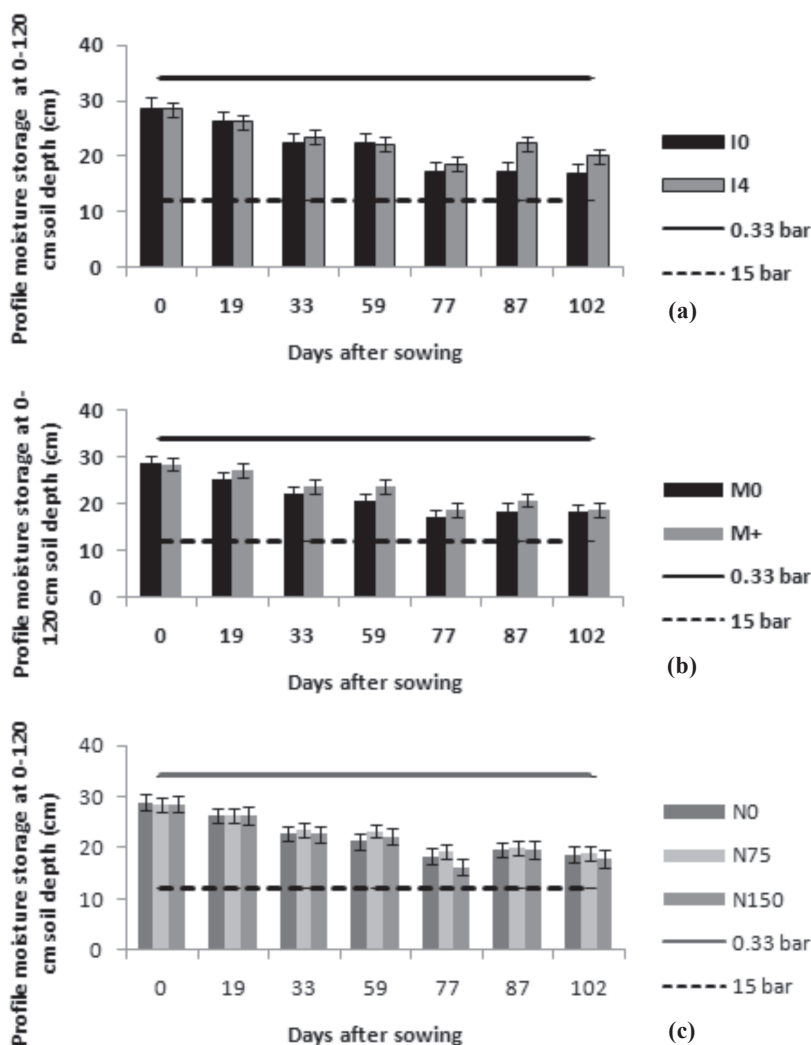 Profile moisture storage at 0-120
cm soil depth (cm)
40
30
20
10
0
0 19 33 59 77 87 102
Days after sowing
I0
I4
0.33 bar
15 bar
(a)
Profile moisture storage at 0-
120 cm soil depth (cm)
40
30
20
10
0
0 19 33 59 77 87 102
Days after sowing
M0
M+
0.33 bar
15 bar
(b)
Profile moisture storage at 0-120
cm soil depth (cm)
40
30
20
10
0
0 19 33 59 77 87 102
Days after sowing
N0
N75
N150
0.33 bar
15 bar
(c)